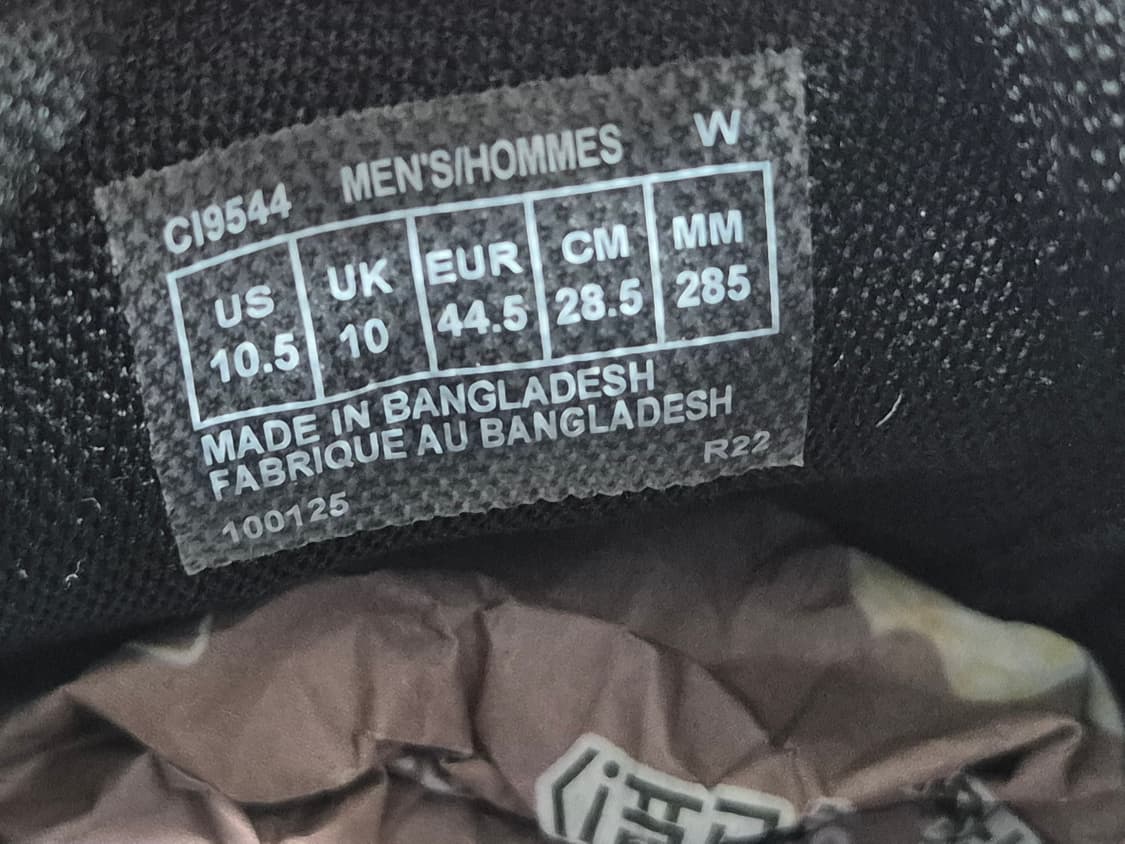 CI9544 MEN'S/HOMMES W
US UK EUR CM MM
10.5 10 44.5 28.5 285
MADE IN BANGLADESH
FABRIQUE AU BANGLADESH
100125 R22